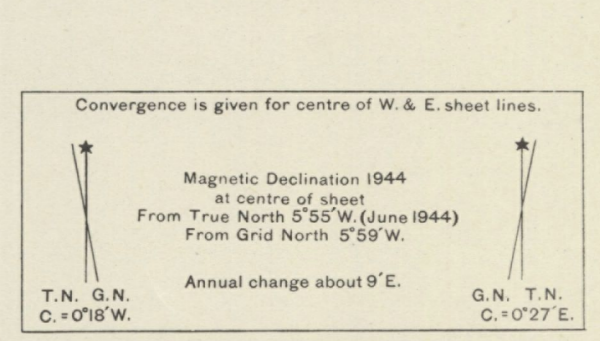 Convergence is given for centre of W. & E. sheet lines.
Magnetic Declination 1944
at centre of sheet
From True North 5°55′W. (June 1944)
From Grid North 5°59′W.
Annual change about 9′E.
T.N. G.N.
C. = 0°18′W.
G.N. T.N.
C. = 0°27′E.